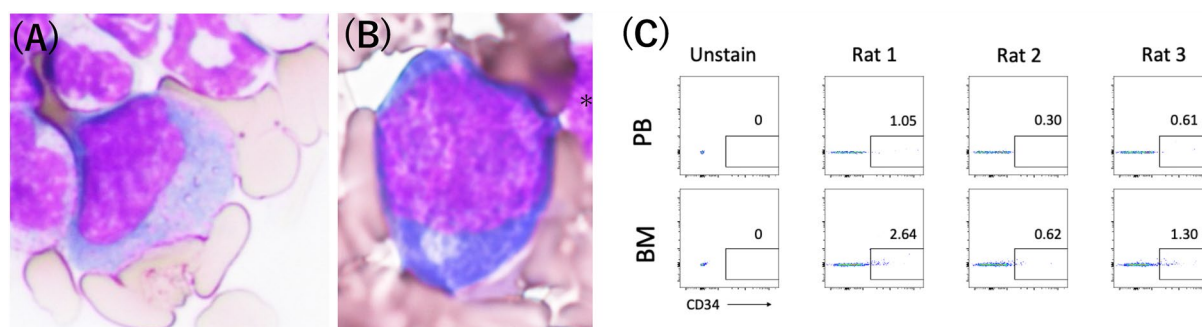 (A)
(B)
*
(C)
Unstain Rat 1 Rat 2 Rat 3
PB
0 1.05 0.30 0.61
BM
0 2.64 0.62 1.30
CD34